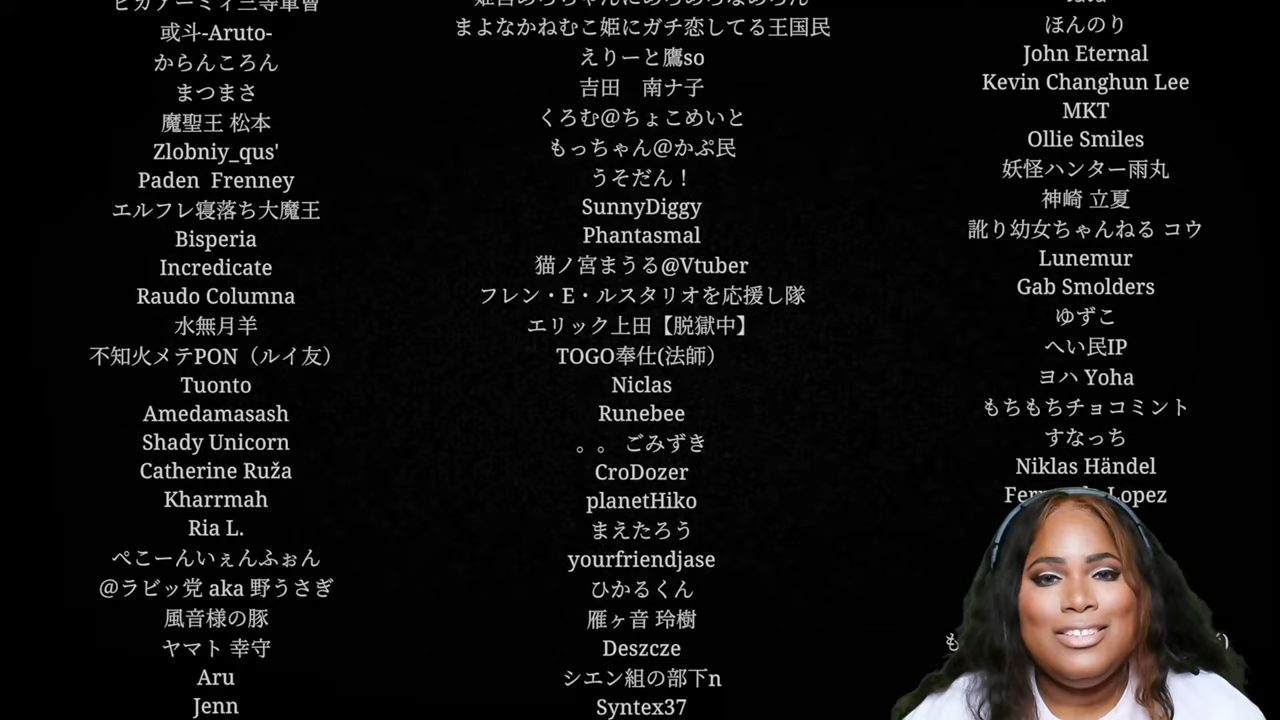 ピカアーミィ三等軍曹
或斗-Aruto-
からんころん
まつまさ
魔聖王 松本
Zlobniy_qus'
Paden Frenney
エルフレ寝落ち大魔王
Bisperia
Incredicate
Raudo Columna
水無月羊
不知火メテPON（ルイ友）
Tuonto
Amedamasash
Shady Unicorn
Catherine Ruža
Kharrmah
Ria L.
ぺこーんいぇんふぉん
@ラビッ党 aka 野うさぎ
風音様の豚
ヤマト 幸守
Aru
Jenn
まよなかねむこ姫にガチ恋してる王国民
えりーと鷹so
吉田　南ナ子
くろむ@ちょこめいと
もっちゃん@かぷ民
うそだん！
SunnyDiggy
Phantasmal
猫ノ宮まうる@Vtuber
フレン・E・ルスタリオを応援し隊
エリック上田【脱獄中】
TOGO奉仕(法師）
Niclas
Runebee
。。ごみずき
CroDozer
planetHiko
まえたろう
yourfriendjase
ひかるくん
雁ヶ音 玲樹
Deszcze
シエン組の部下n
Syntex37
ほんのり
John Eternal
Kevin Changhun Lee
MKT
Ollie Smiles
妖怪ハンター雨丸
神崎 立夏
訛り幼女ちゃんねる コウ
Lunemur
Gab Smolders
ゆずこ
へい民IP
ヨハ Yoha
もちもちチョコミント
すなっち
Niklas Händel
Lopez
も